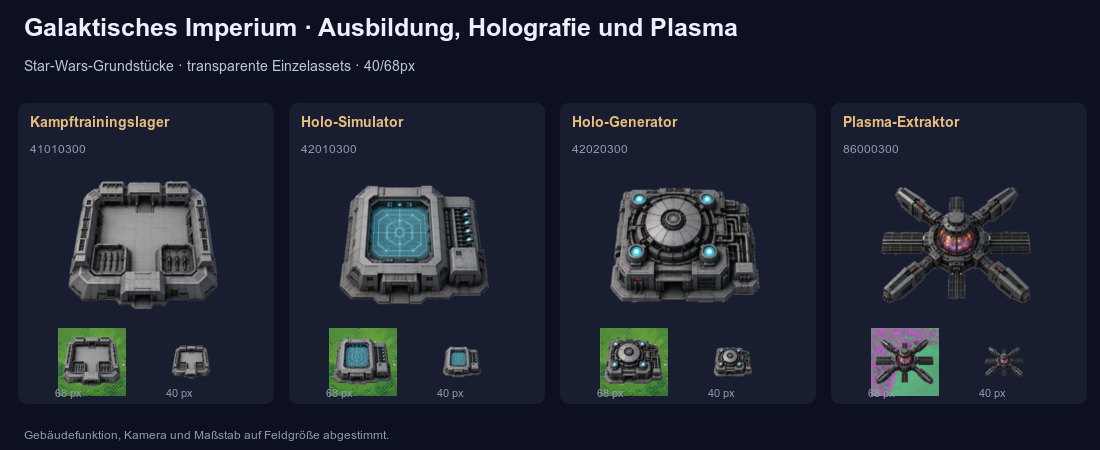 Galaktisches Imperium · Ausbildung, Holografie und Plasma
Star-Wars-Grundstücke · transparente Einzelassets · 40/68px
Kampftrainingslager
41010300
68 px
40 px
Holo-Simulator
42010300
68 px
40 px
Holo-Generator
42020300
68 px
40 px
Plasma-Extraktor
86000300
68 px
40 px
Gebäudefunktion, Kamera und Maßstab auf Feldgröße abgestimmt.